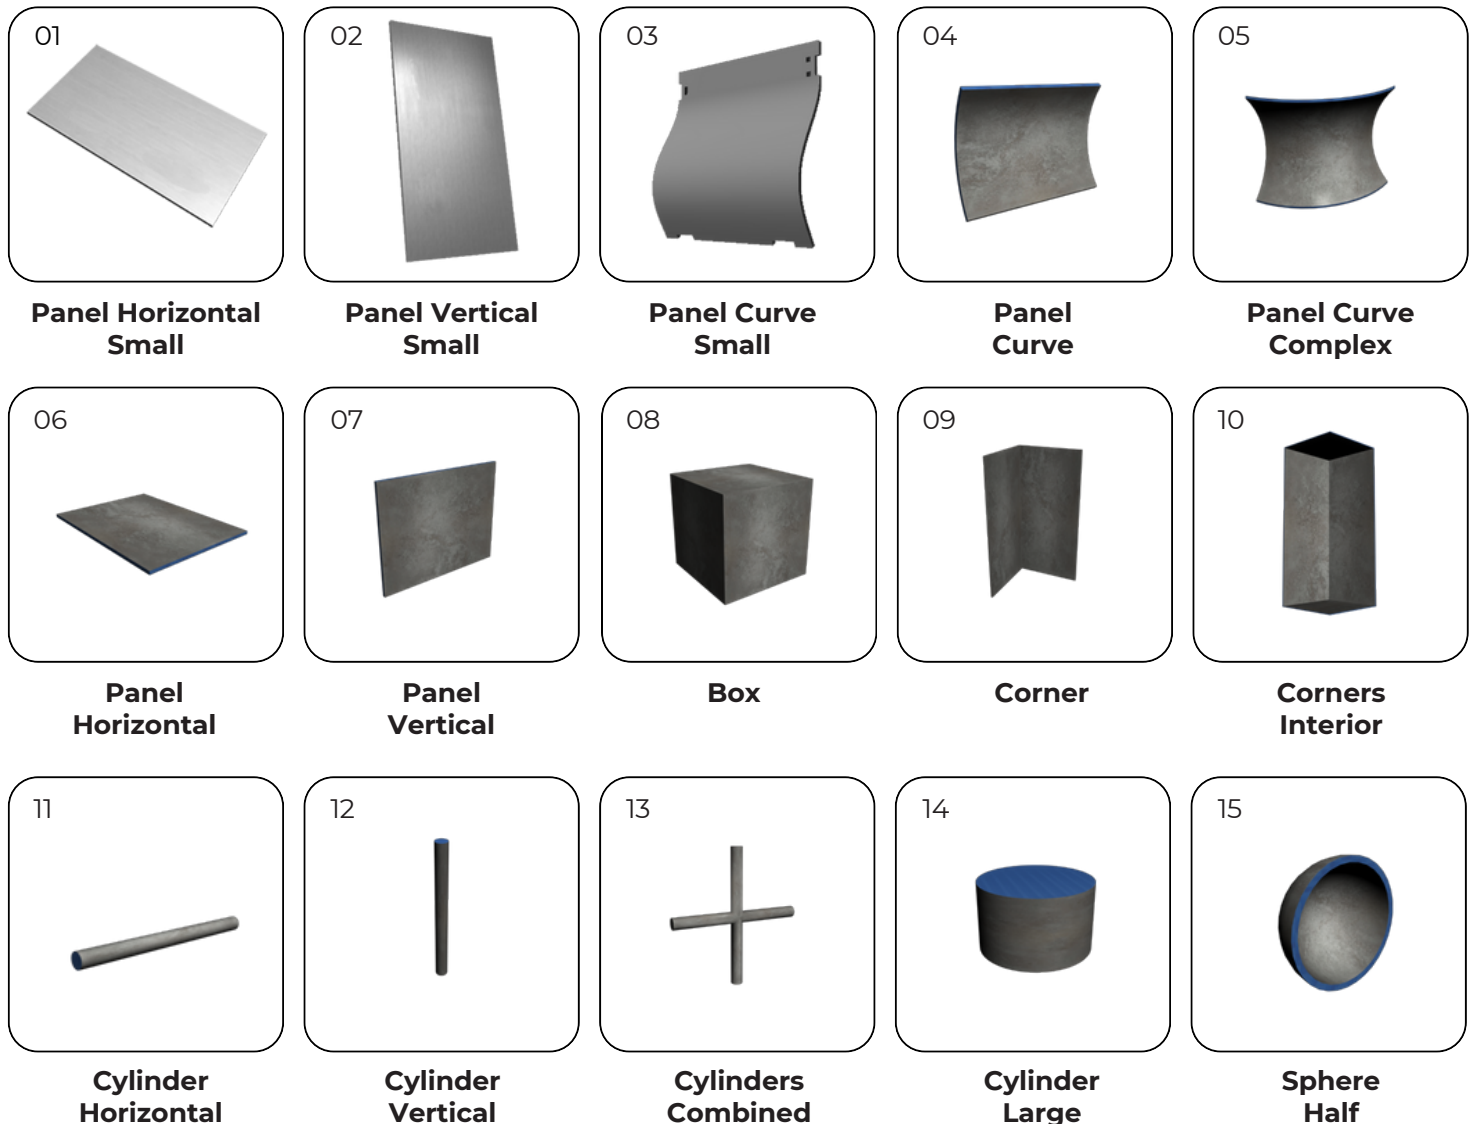 01
02
03
04
05
Panel Horizontal
Small
Panel Vertical
Small
Panel Curve
Small
Panel
Curve
Panel Curve
Complex
06
07
08
09
10
Panel
Horizontal
Panel
Vertical
Box
Corner
Corners
Interior
11
12
13
14
15
Cylinder
Horizontal
Cylinder
Vertical
Cylinders
Combined
Cylinder
Large
Sphere
Half